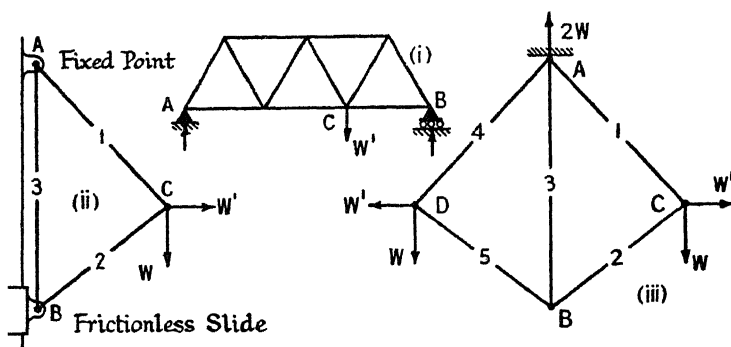 A Fixed Point
1
3
(ii)
C
W'
2
W
B
Frictionless Slide
(i)
A
C
B
W'
2W
A
4
1
3
W'
D
C
W'
W
5
2
W
B
(iii)